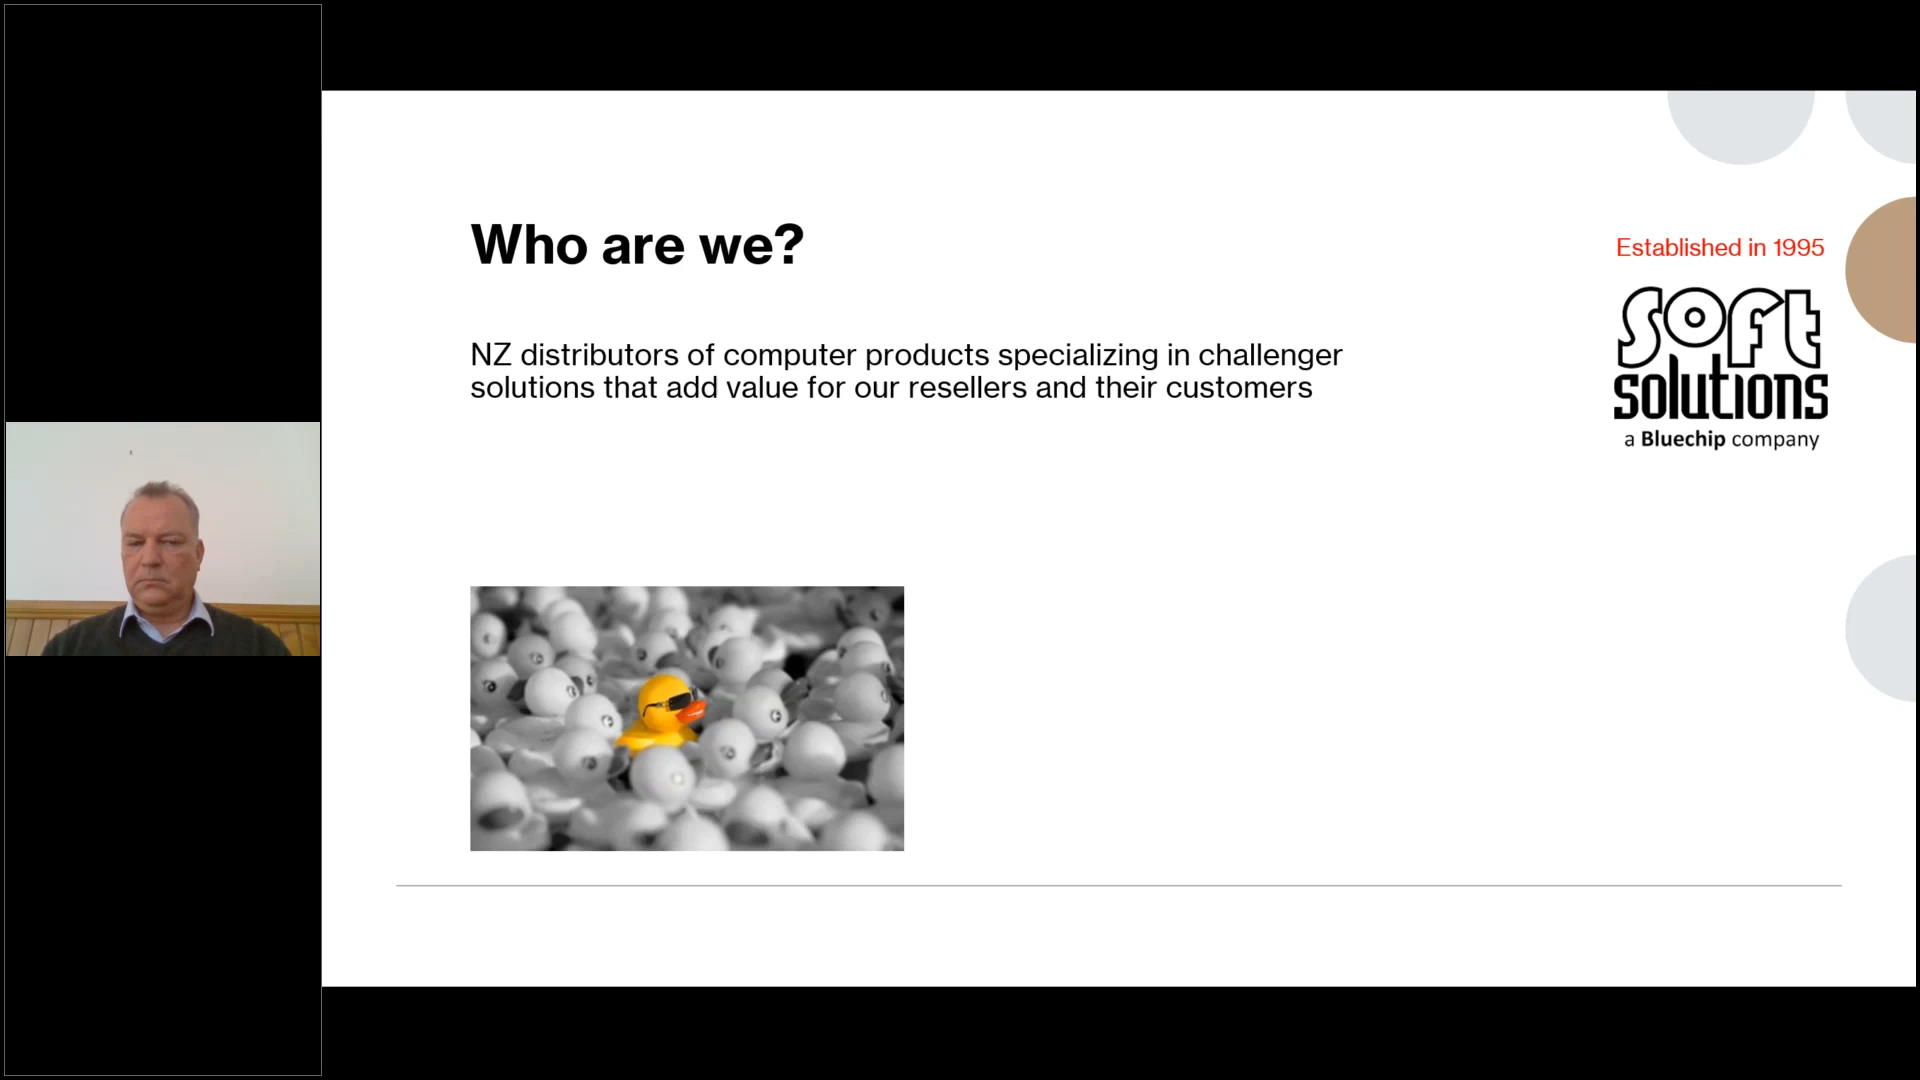 Who are we?
NZ distributors of computer products specializing in challenger
solutions that add value for our resellers and their customers
Established in 1995
soft
solutions
a Bluechip company